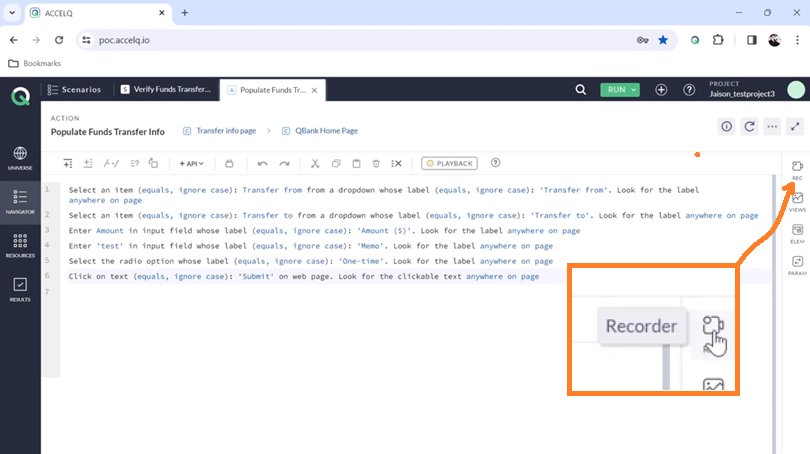 ACCELQ
poc.accelq.io
Bookmarks
Scenarios
Verify Funds Transfer...
Populate Funds Tr...
RUN
PROJECT
Jaison_testproject3
ACTION
Populate Funds Transfer Info
Transfer info page
QBank Home Page
UNIVERSE
NAVIGATOR
RESOURCES
RESULTS
+ API
PLAYBACK
REC
VIEWS
ELEM
PARAM
1 Select an item (equals, ignore case): Transfer from from a dropdown whose label (equals, ignore case): 'Transfer from'. Look for the label
anywhere on page
2 Select an item (equals, ignore case): Transfer to from a dropdown whose label (equals, ignore case): 'Transfer to'. Look for the label anywhere on page
3 Enter Amount in input field whose label (equals, ignore case): 'Amount ($)'. Look for the label anywhere on page
4 Enter 'test' in input field whose label (equals, ignore case): 'Memo'. Look for the label anywhere on page
5 Select the radio option whose label (equals, ignore case): 'One-time'. Look for the label anywhere on page
6 Click on text (equals, ignore case): 'Submit' on web page. Look for the clickable text anywhere on page
7
Recorder